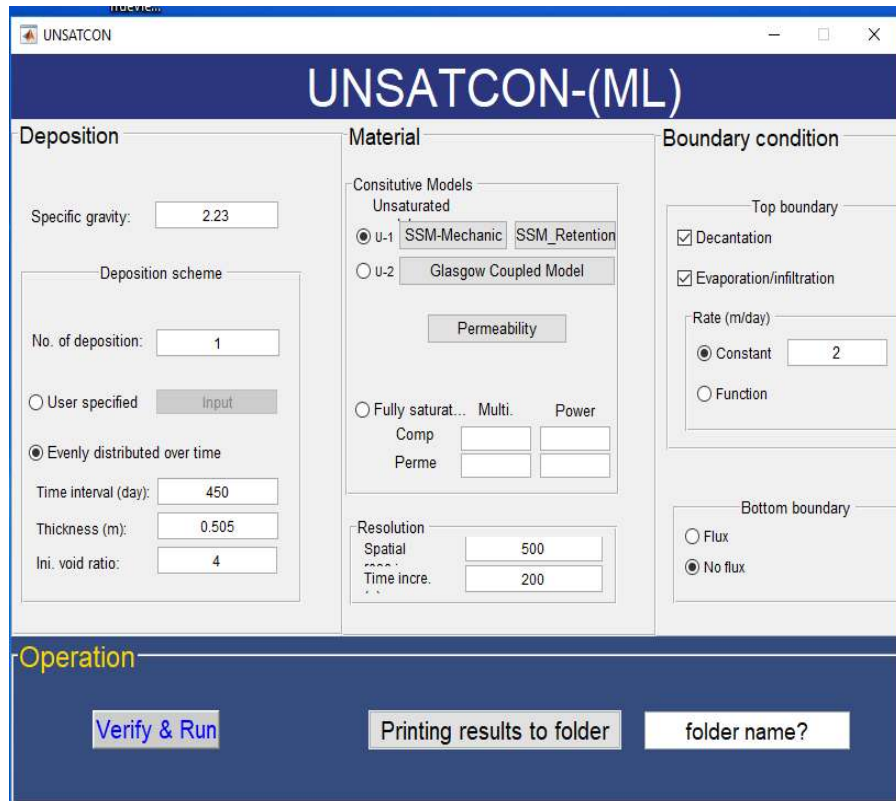 UNSATCON
UNSATCON-(ML)
Deposition
Specific gravity: 2.23
Deposition scheme
No. of deposition: 1
User specified Input
Evenly distributed over time
Time interval (day): 450
Thickness (m): 0.505
Ini. void ratio: 4
Material
Consitutive Models
Unsaturated
U-1 SSM-Mechanic SSM_Retention
U-2 Glasgow Coupled Model
Permeability
Fully saturat... Multi. Power
Comp
Perme
Resolution
Spatial 500
Time incre. 200
Boundary condition
Top boundary
Decantation
Evaporation/infiltration
Rate (m/day)
Constant 2
Function
Bottom boundary
Flux
No flux
Operation
Verify & Run Printing results to folder folder name?